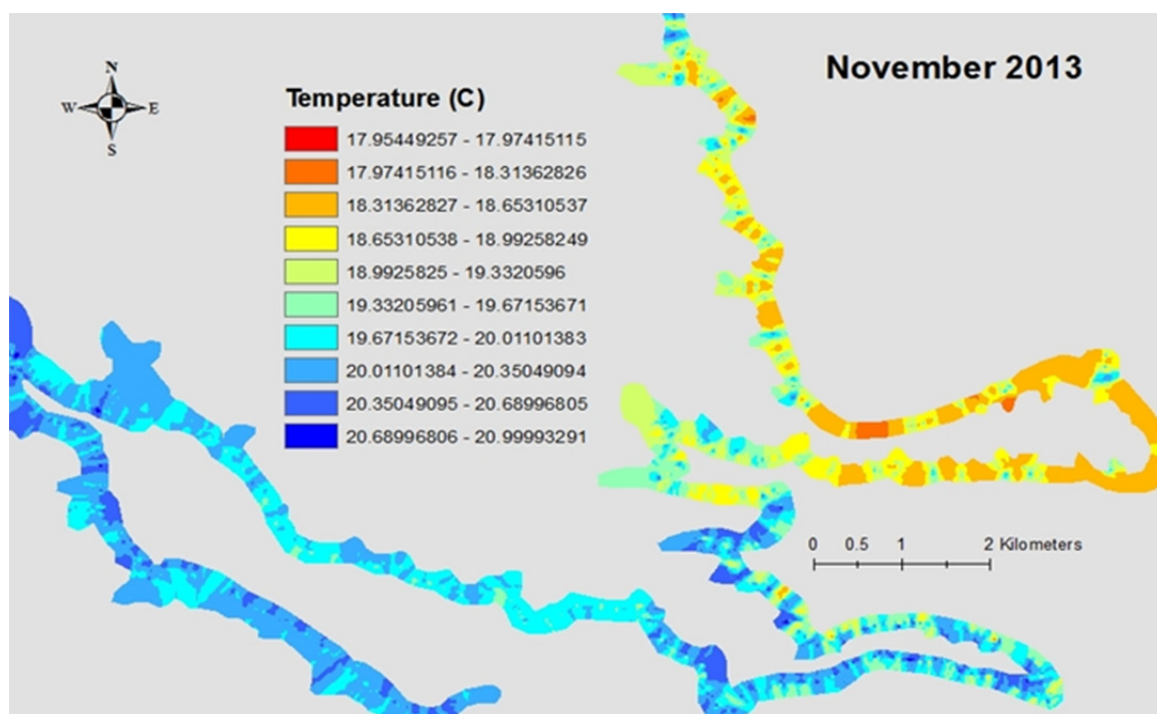 November 2013
N
W E
S
Temperature (C)
17.95449257 - 17.97415115
17.97415116 - 18.31362826
18.31362827 - 18.65310537
18.65310538 - 18.99258249
18.9925825 - 19.3320596
19.33205961 - 19.67153671
19.67153672 - 20.01101383
20.01101384 - 20.35049094
20.35049095 - 20.68996805
20.68996806 - 20.99993291
0 0.5 1 2 Kilometers